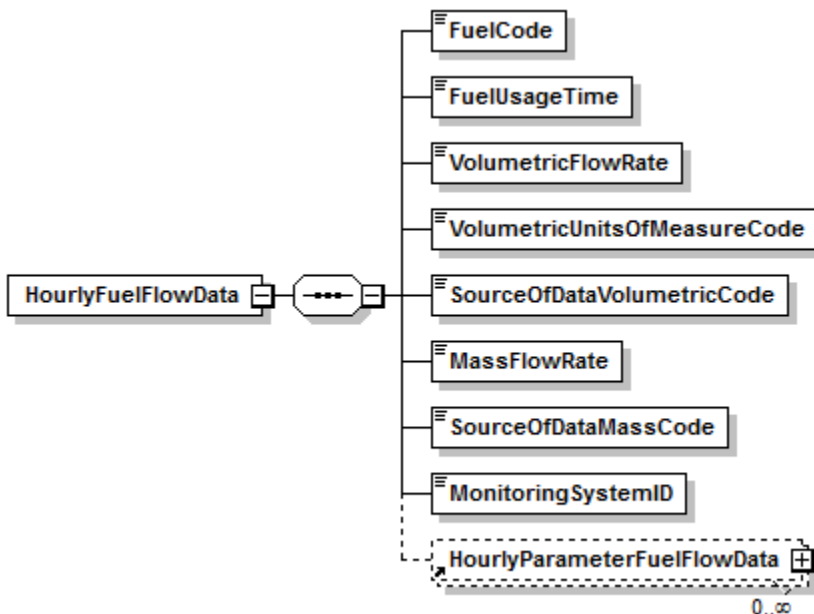 FuelCode
FuelUsageTime
VolumetricFlowRate
VolumetricUnitsOfMeasureCode
HourlyFuelFlowData
SourceOfDataVolumetricCode
MassFlowRate
SourceOfDataMassCode
MonitoringSystemID
HourlyParameterFuelFlowData
0..∞